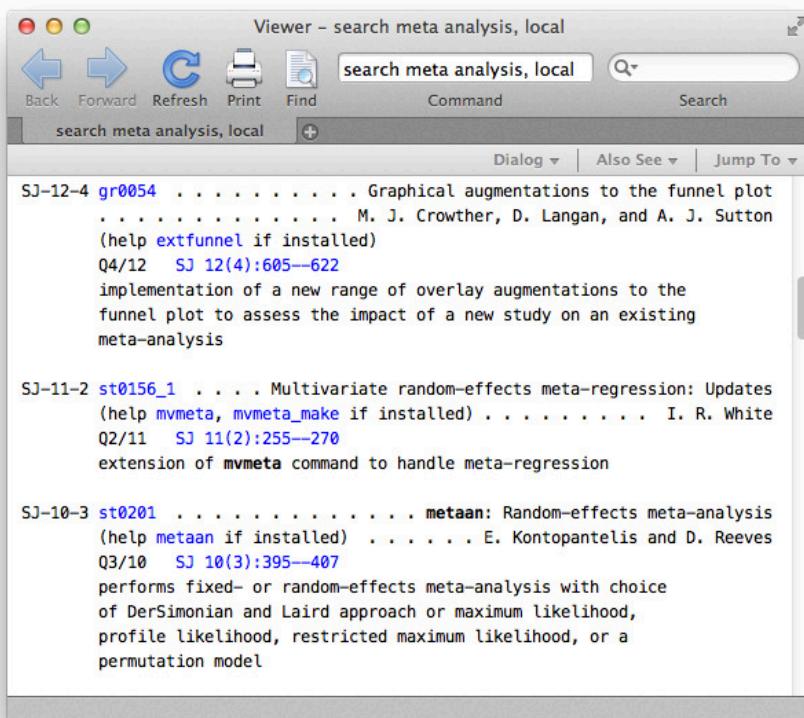 Viewer – search meta analysis, local
search meta analysis, local
Back Forward Refresh Print Find Command Search
search meta analysis, local
Dialog Also See Jump To
SJ-12-4 gr0054 . . . . . . . . . . Graphical augmentations to the funnel plot
. . . . . . . . . . . . . . M. J. Crowther, D. Langan, and A. J. Sutton
(help extfunnel if installed)
Q4/12 SJ 12(4):605--622
implementation of a new range of overlay augmentations to the
funnel plot to assess the impact of a new study on an existing
meta-analysis
SJ-11-2 st0156_1 . . . . Multivariate random-effects meta-regression: Updates
(help mvmeta, mvmeta_make if installed) . . . . . . . . . I. R. White
Q2/11 SJ 11(2):255--270
extension of mvmeta command to handle meta-regression
SJ-10-3 st0201 . . . . . . . . . . . . . metaan: Random-effects meta-analysis
(help metaan if installed) . . . . . . E. Kontopantelis and D. Reeves
Q3/10 SJ 10(3):395--407
performs fixed- or random-effects meta-analysis with choice
of DerSimonian and Laird approach or maximum likelihood,
profile likelihood, restricted maximum likelihood, or a
permutation model